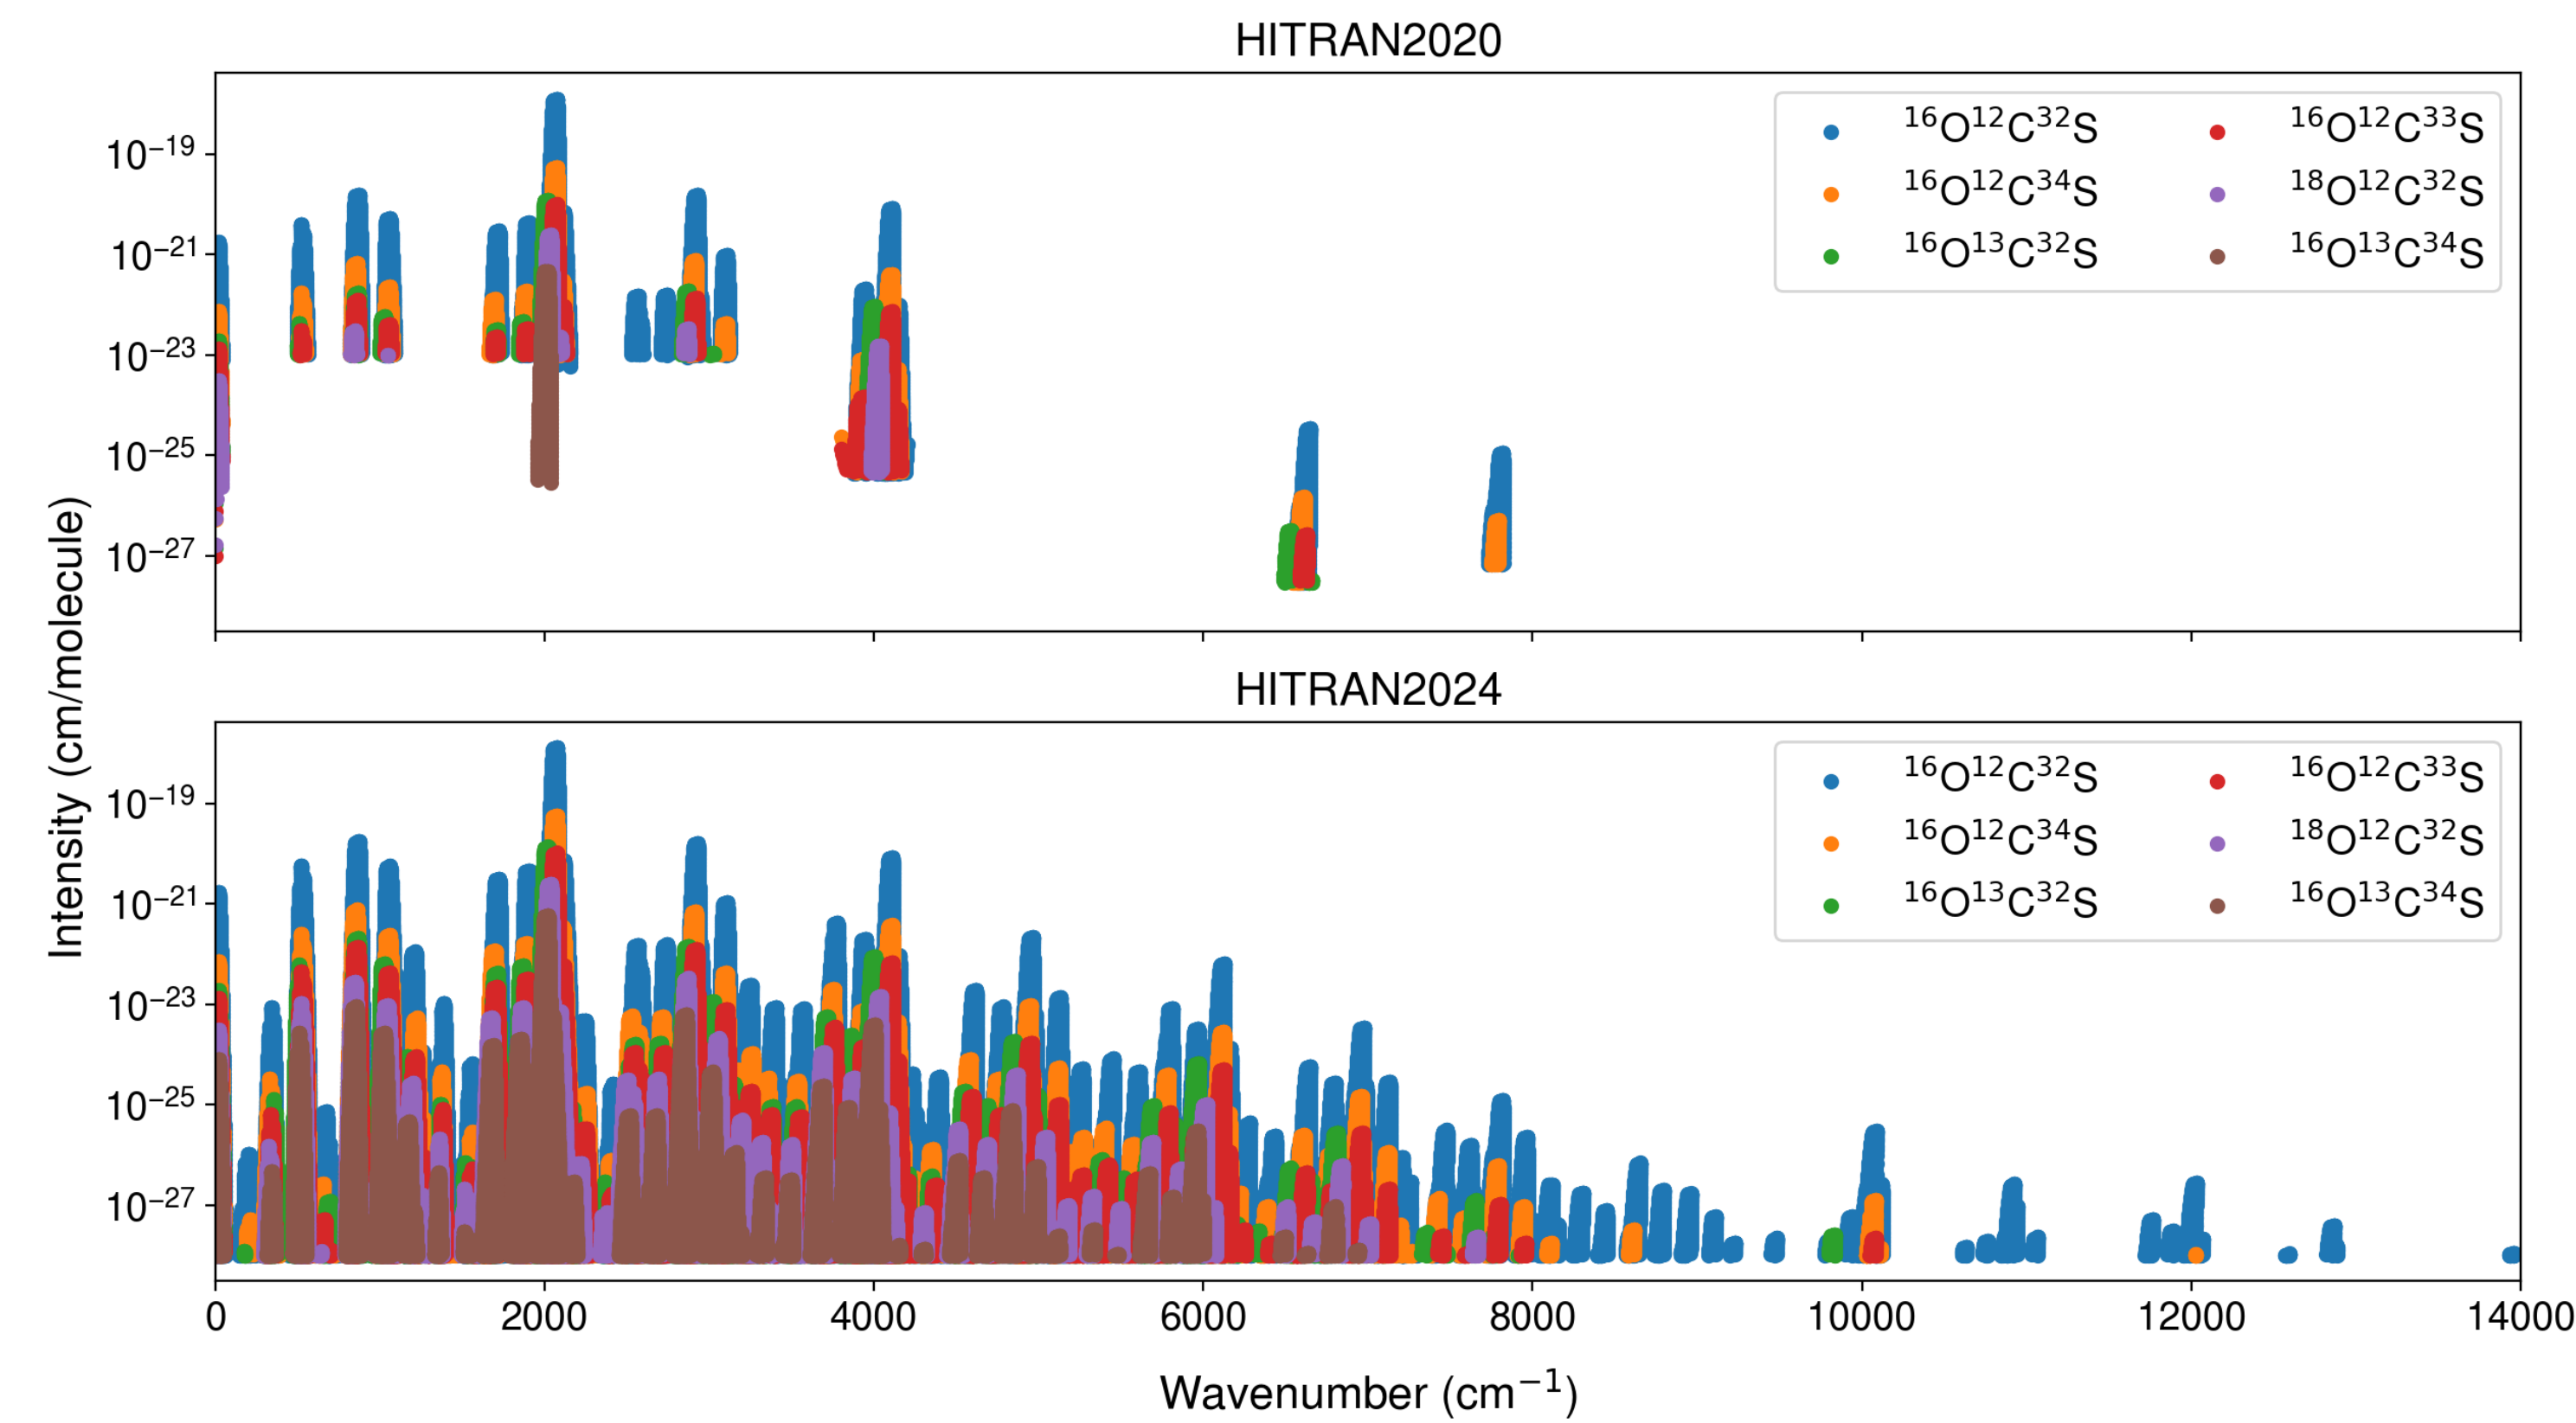 HITRAN2020
10⁻¹⁹
10⁻²¹
10⁻²³
10⁻²⁵
10⁻²⁷
¹⁶O¹²C³²S ¹⁶O¹²C³³S
¹⁶O¹²C³⁴S ¹⁸O¹²C³²S
¹⁶O¹³C³²S ¹⁶O¹³C³⁴S
Intensity (cm/molecule)
HITRAN2024
10⁻¹⁹
10⁻²¹
10⁻²³
10⁻²⁵
10⁻²⁷
¹⁶O¹²C³²S ¹⁶O¹²C³³S
¹⁶O¹²C³⁴S ¹⁸O¹²C³²S
¹⁶O¹³C³²S ¹⁶O¹³C³⁴S
0 2000 4000 6000 8000 10000 12000 14000
Wavenumber (cm⁻¹)